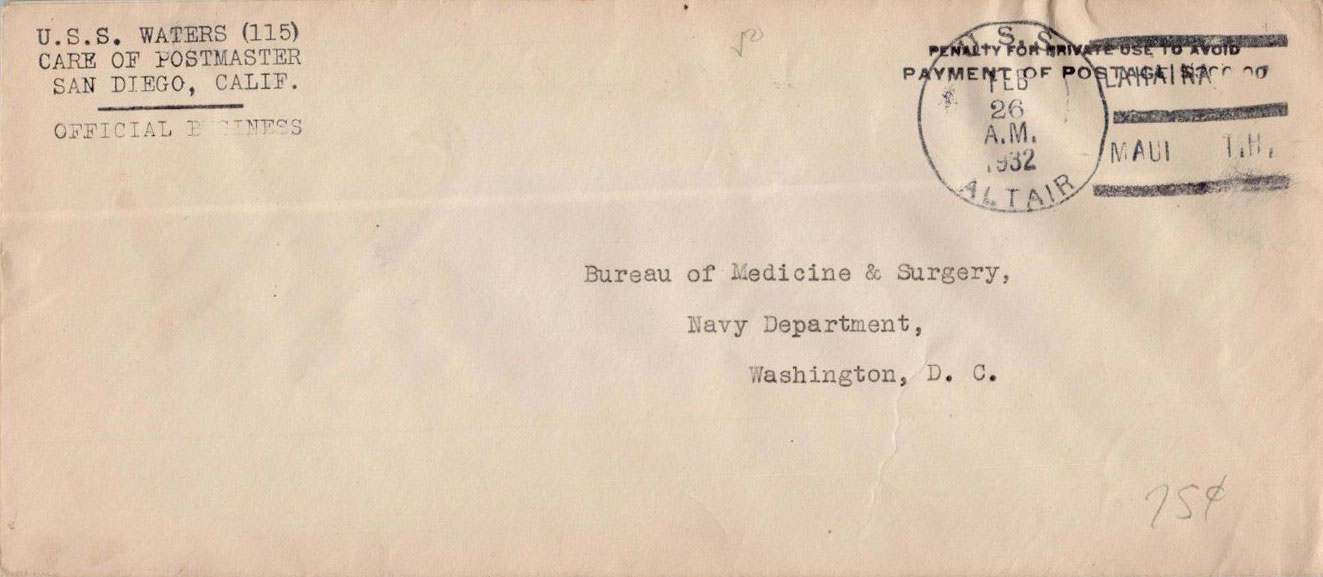 U.S.S. WATERS (115)
CARE OF POSTMASTER
SAN DIEGO, CALIF.
OFFICIAL BUSINESS
PENALTY FOR PRIVATE USE TO AVOID
PAYMENT OF POSTAGE
U.S.S.
FEB
26
A.M.
1932
ALTAIR
LAHAINA
MAUI T.H.
Bureau of Medicine & Surgery,
Navy Department,
Washington, D. C.
75¢